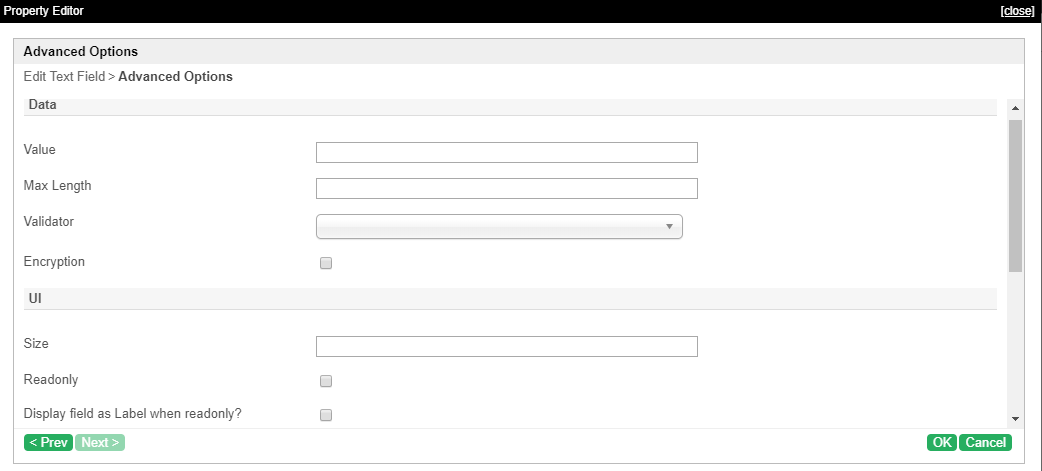 Property Editor [close]
Advanced Options
Edit Text Field > Advanced Options
Data
Value
Max Length
Validator
Encryption
UI
Size
Readonly
Display field as Label when readonly?
< Prev Next > OK Cancel